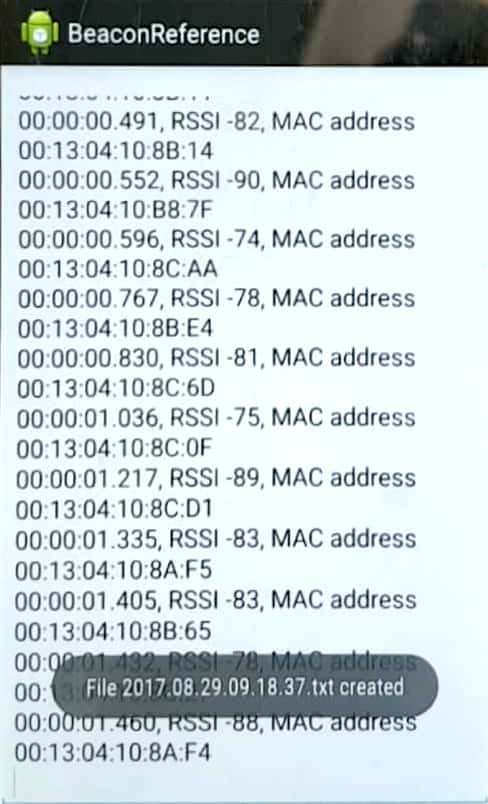 BeaconReference
00:00:00.491, RSSI -82, MAC address
00:13:04:10:8B:14
00:00:00.552, RSSI -90, MAC address
00:13:04:10:B8:7F
00:00:00.596, RSSI -74, MAC address
00:13:04:10:8C:AA
00:00:00.767, RSSI -78, MAC address
00:13:04:10:8B:E4
00:00:00.830, RSSI -81, MAC address
00:13:04:10:8C:6D
00:00:01.036, RSSI -75, MAC address
00:13:04:10:8C:0F
00:00:01.217, RSSI -89, MAC address
00:13:04:10:8C:D1
00:00:01.335, RSSI -83, MAC address
00:13:04:10:8A:F5
00:00:01.405, RSSI -83, MAC address
00:13:04:10:8B:65
00:00:01.432, RSSI -78, MAC address
File 2017.08.29.09.18.37.txt created
00:00:01.460, RSSI -88, MAC address
00:13:04:10:8A:F4